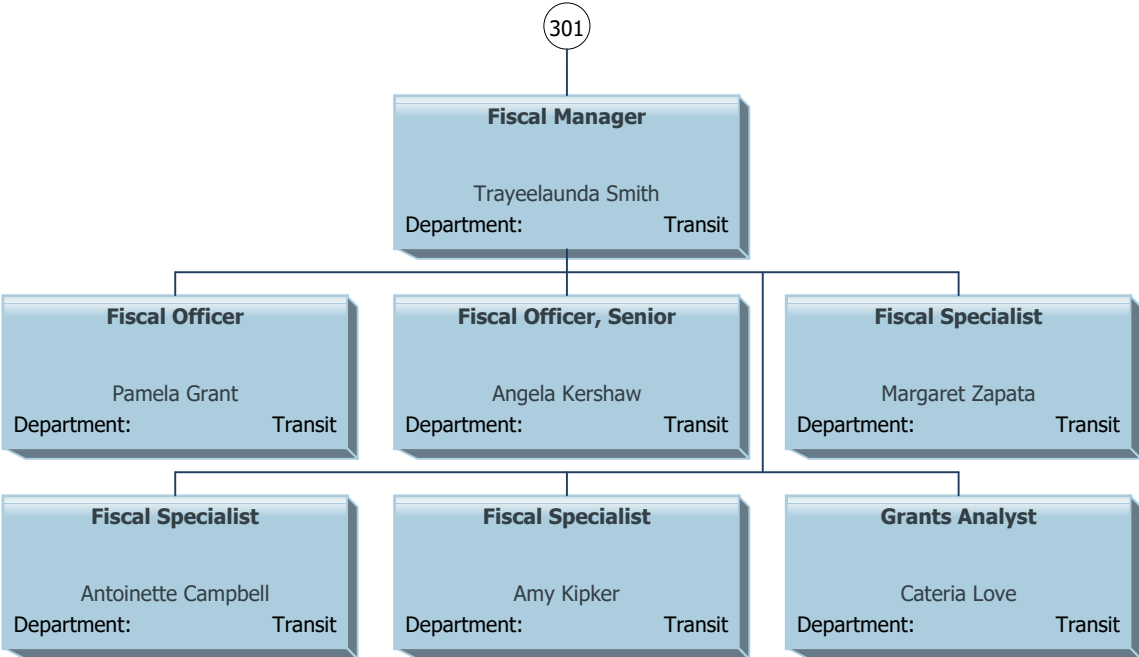 301
Fiscal Manager
Trayeelaunda Smith
Department: Transit
Fiscal Officer
Pamela Grant
Department: Transit
Fiscal Officer, Senior
Angela Kershaw
Department: Transit
Fiscal Specialist
Margaret Zapata
Department: Transit
Fiscal Specialist
Antoinette Campbell
Department: Transit
Fiscal Specialist
Amy Kipker
Department: Transit
Grants Analyst
Cateria Love
Department: Transit